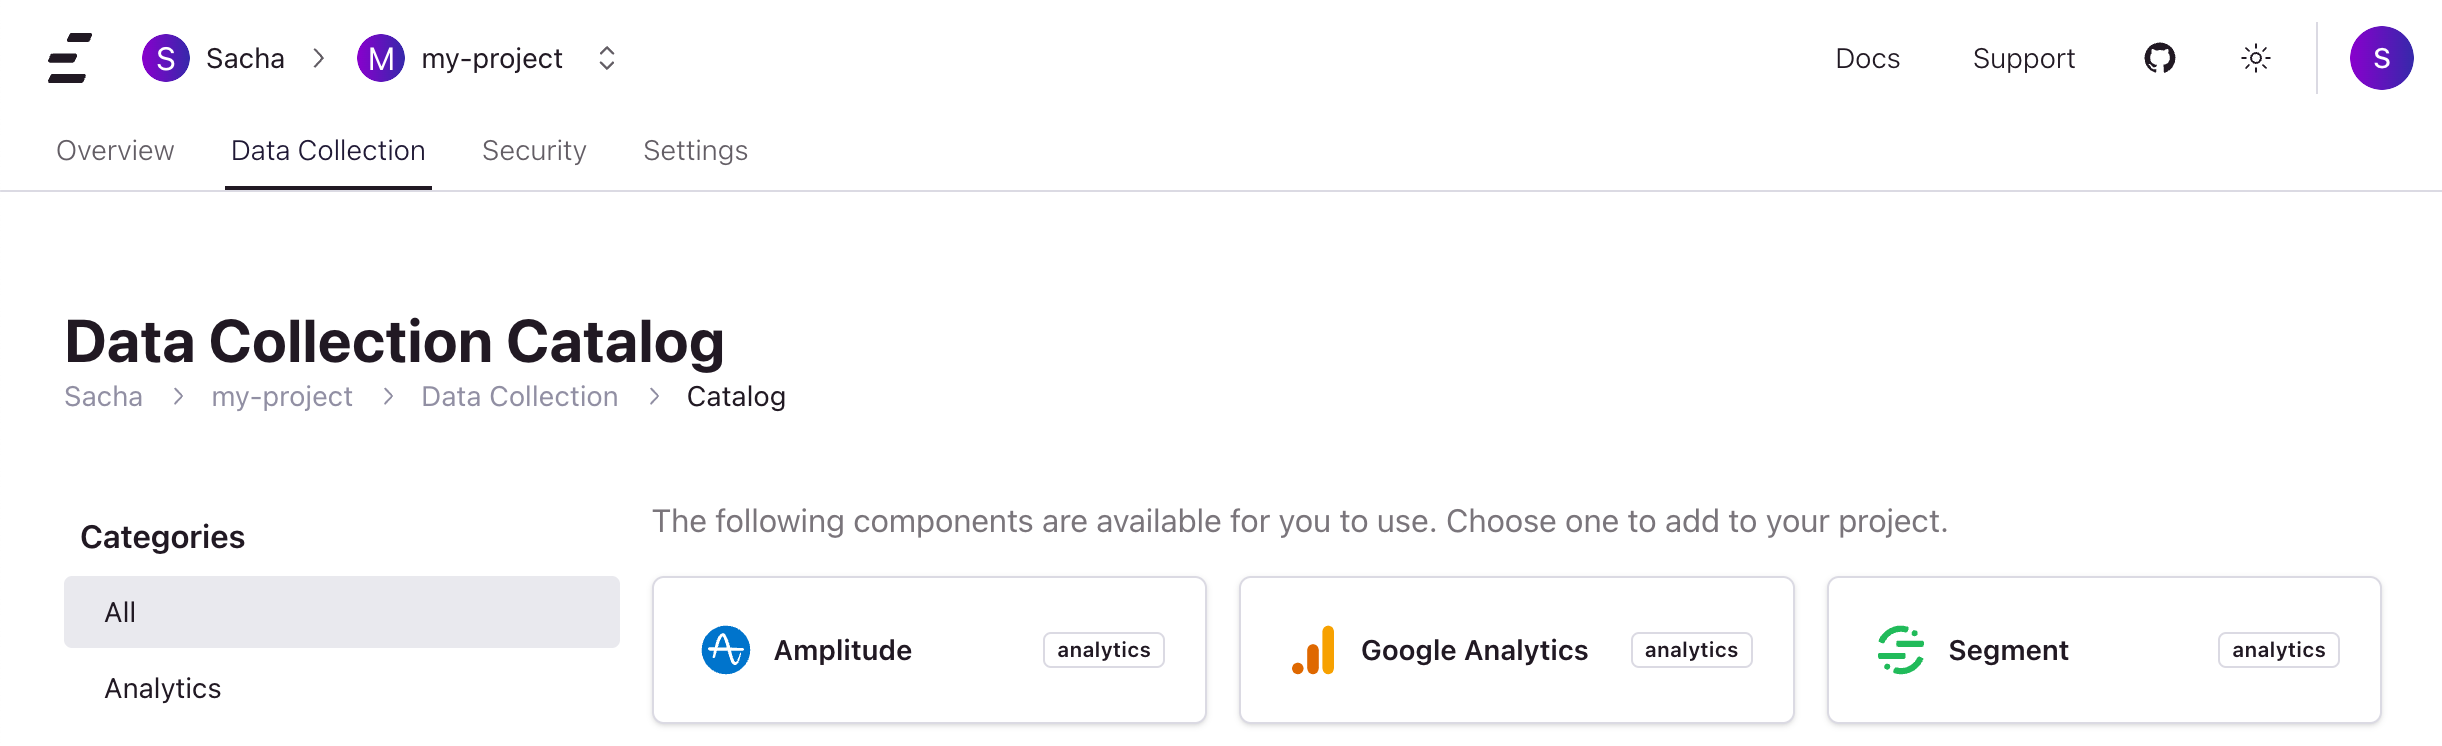 S Sacha > M my-project Docs Support S
Overview Data Collection Security Settings
Data Collection Catalog
Sacha > my-project > Data Collection > Catalog
Categories
All
Analytics
The following components are available for you to use. Choose one to add to your project.
Amplitude analytics
Google Analytics analytics
Segment analytics